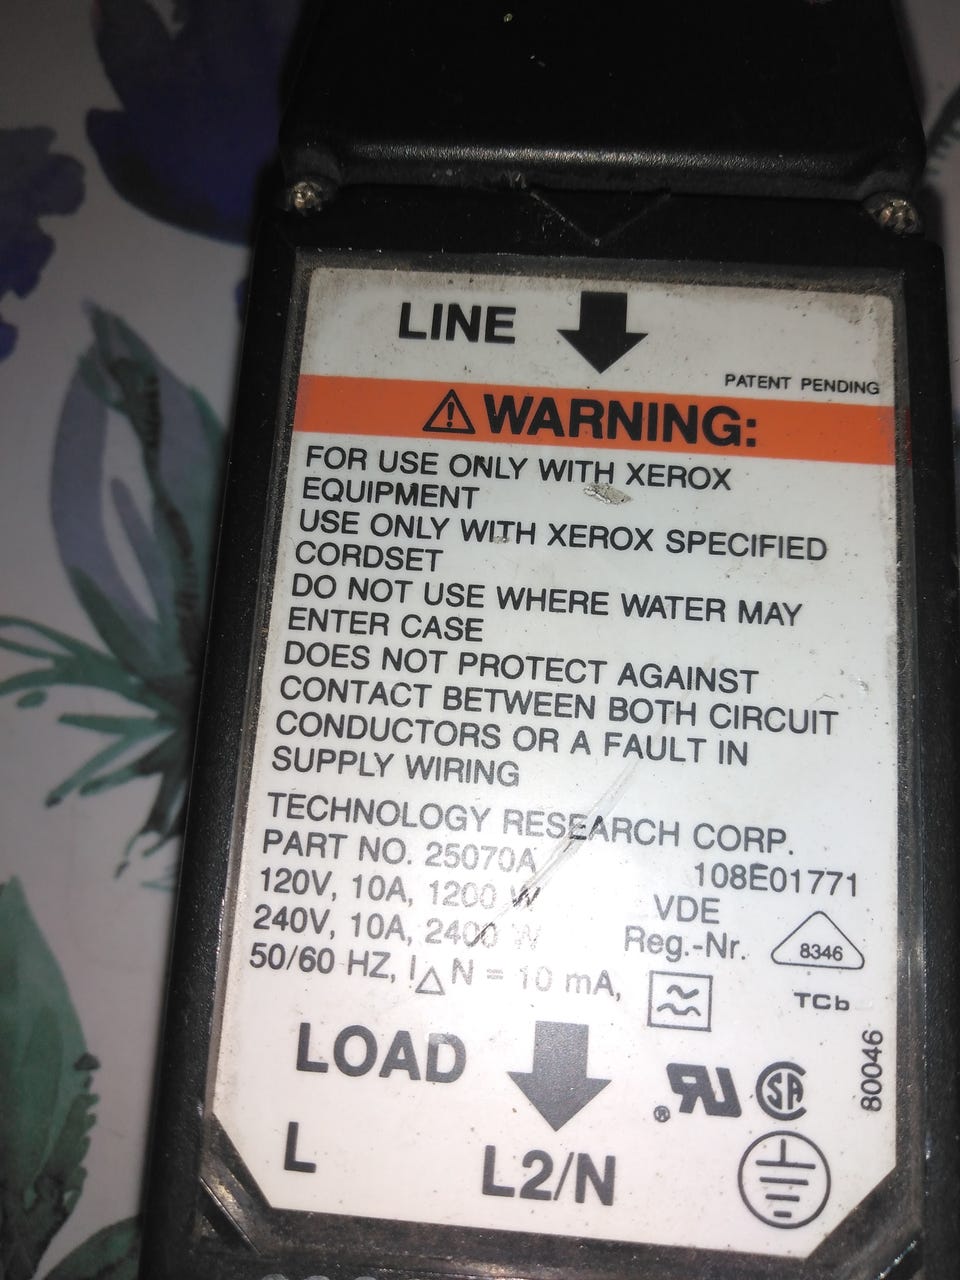 LINE
PATENT PENDING
WARNING:
FOR USE ONLY WITH XEROX
EQUIPMENT
USE ONLY WITH XEROX SPECIFIED
CORDSET
DO NOT USE WHERE WATER MAY
ENTER CASE
DOES NOT PROTECT AGAINST
CONTACT BETWEEN BOTH CIRCUIT
CONDUCTORS OR A FAULT IN
SUPPLY WIRING
TECHNOLOGY RESEARCH CORP.
PART NO. 25070A 108E01771
120V, 10A, 1200 W VDE
240V, 10A, 2400 W Reg.-Nr. 8346
50/60 HZ, I△N = 10 mA, TCb
80046
LOAD
L L2/N